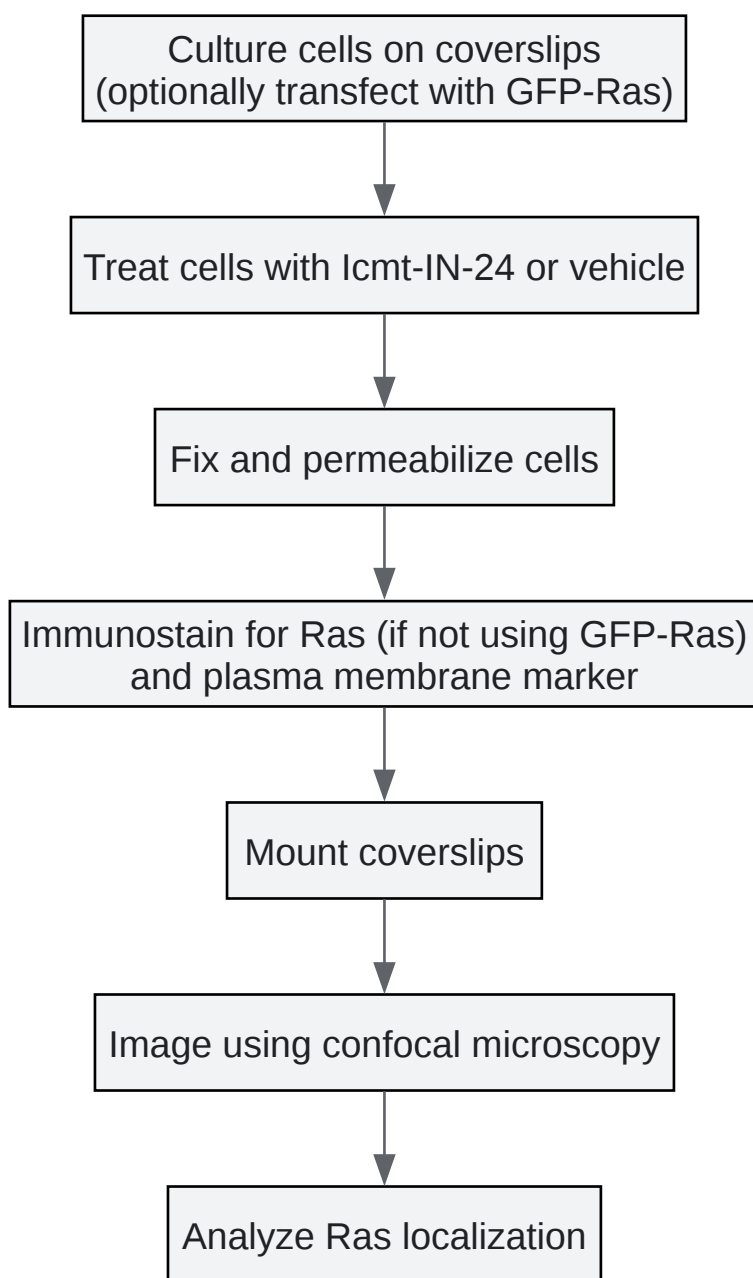 Culture cells on coverslips
(optionally transfect with GFP-Ras)
Treat cells with Icmt-IN-24 or vehicle
Fix and permeabilize cells
Immunostain for Ras (if not using GFP-Ras)
and plasma membrane marker
Mount coverslips
Image using confocal microscopy
Analyze Ras localization